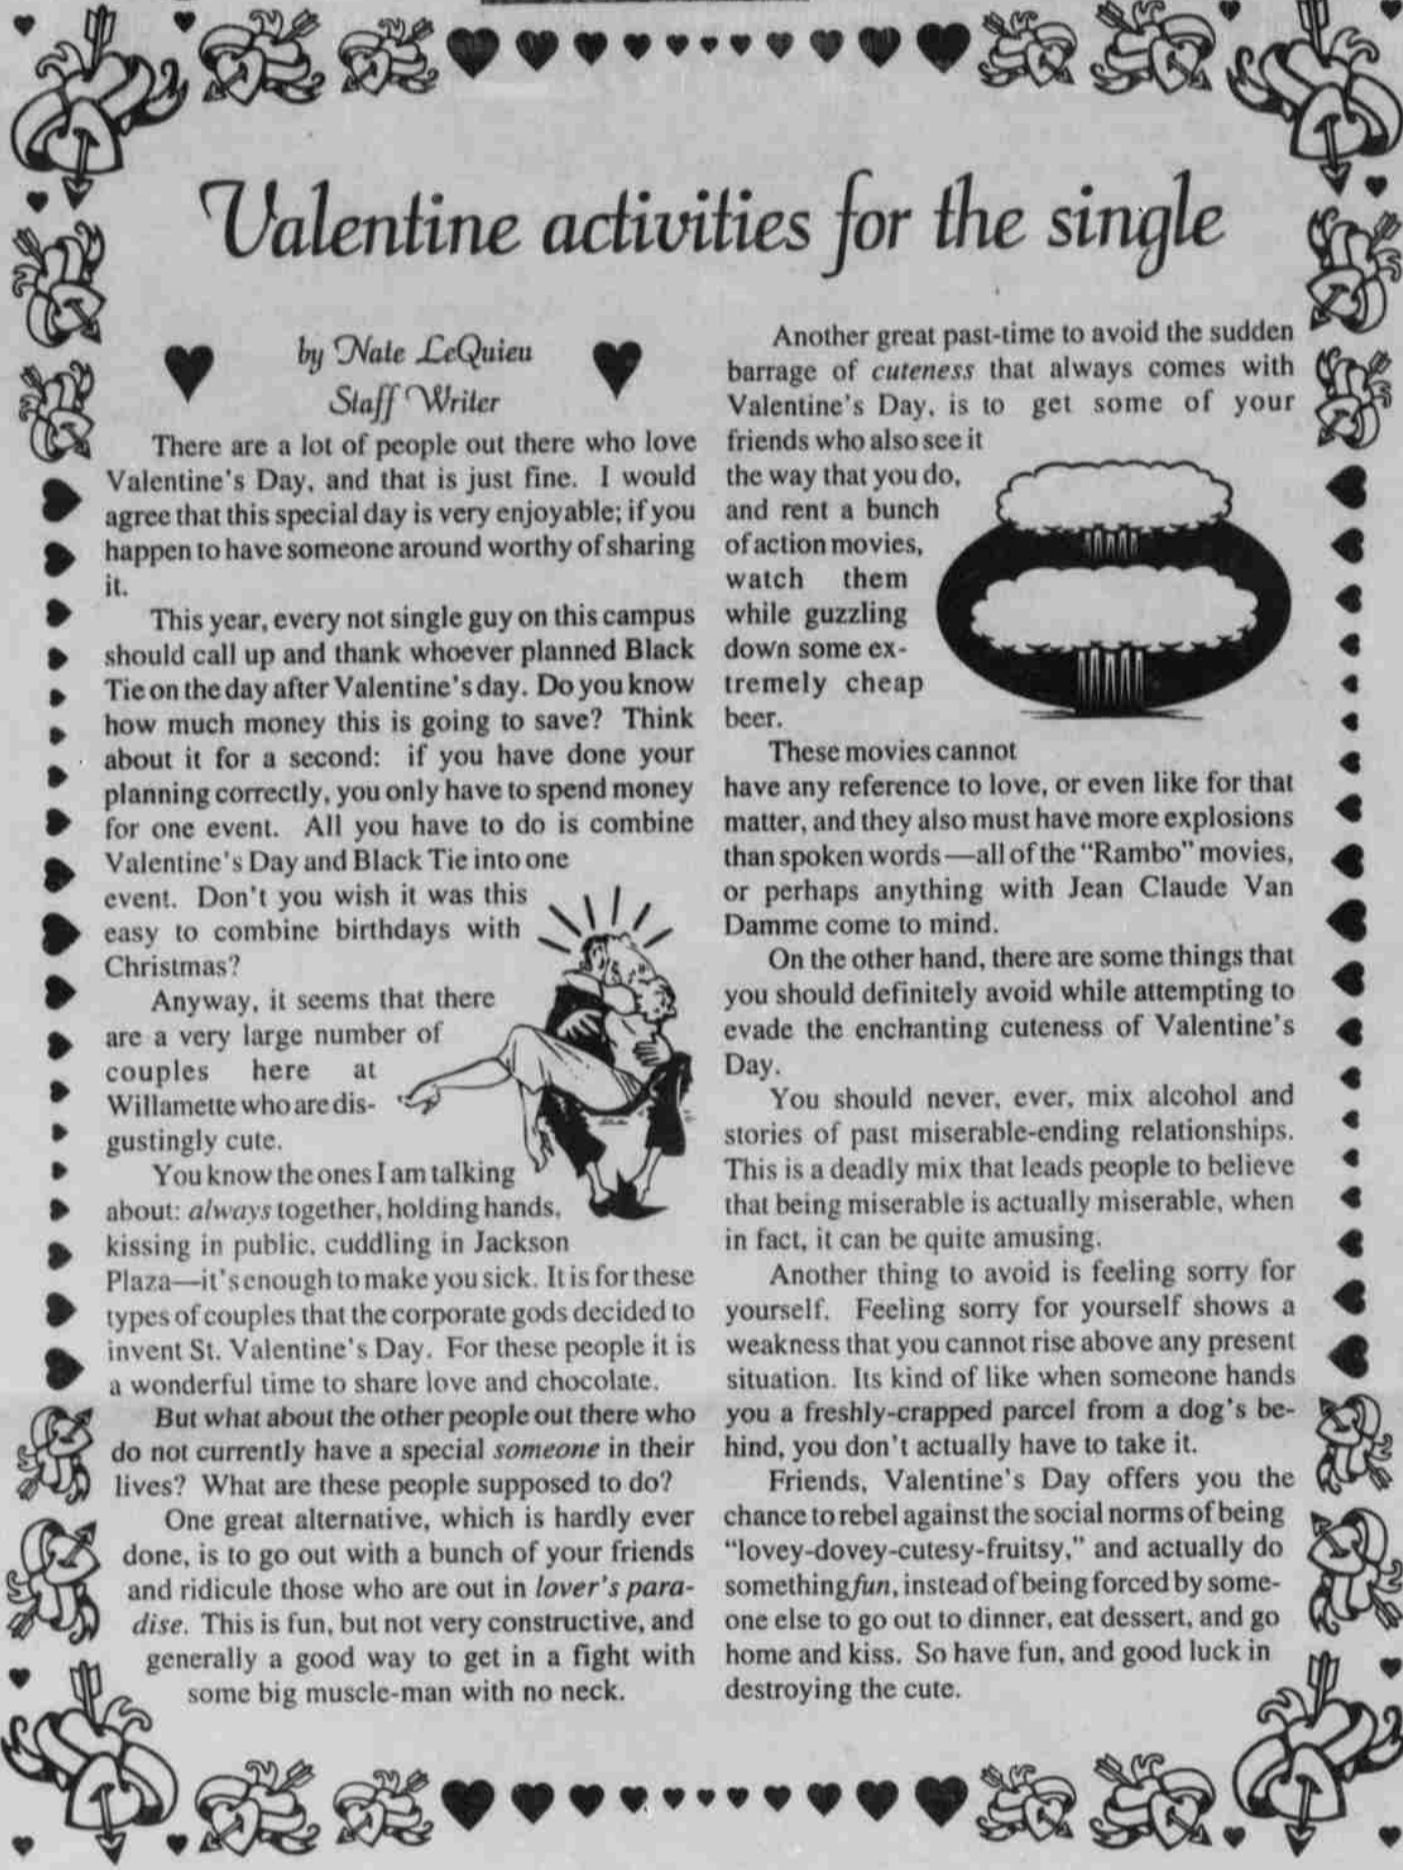 Valentine activities for the single
by Nate LeQuieu
Staff Writer
There are a lot of people out there who love
Valentine's Day, and that is just fine. I would
agree that this special day is very enjoyable; if you
happen to have someone around worthy of sharing
it.
This year, every not single guy on this campus
should call up and thank whoever planned Black
Tie on the day after Valentine's day. Do you know
how much money this is going to save? Think
about it for a second: if you have done your
planning correctly, you only have to spend money
for one event. All you have to do is combine
Valentine's Day and Black Tie into one
event. Don't you wish it was this
easy to combine birthdays with
Christmas?
Anyway, it seems that there
are a very large number of
couples here at
Willamette who are dis-
gustingly cute.
You know the ones I am talking
about: always together, holding hands,
kissing in public, cuddling in Jackson
Plaza—it's enough to make you sick. It is for these
types of couples that the corporate gods decided to
invent St. Valentine's Day. For these people it is
a wonderful time to share love and chocolate.
But what about the other people out there who
do not currently have a special someone in their
lives? What are these people supposed to do?
One great alternative, which is hardly ever
done, is to go out with a bunch of your friends
and ridicule those who are out in lover's para-
dise. This is fun, but not very constructive, and
generally a good way to get in a fight with
some big muscle-man with no neck.
Another great past-time to avoid the sudden
barrage of cuteness that always comes with
Valentine's Day, is to get some of your
friends who also see it
the way that you do,
and rent a bunch
of action movies,
watch them
while guzzling
down some ex-
tremely cheap
beer.
These movies cannot
have any reference to love, or even like for that
matter, and they also must have more explosions
than spoken words—all of the "Rambo" movies,
or perhaps anything with Jean Claude Van
Damme come to mind.
On the other hand, there are some things that
you should definitely avoid while attempting to
evade the enchanting cuteness of Valentine's
Day.
You should never, ever, mix alcohol and
stories of past miserable-ending relationships.
This is a deadly mix that leads people to believe
that being miserable is actually miserable, when
in fact, it can be quite amusing.
Another thing to avoid is feeling sorry for
yourself. Feeling sorry for yourself shows a
weakness that you cannot rise above any present
situation. Its kind of like when someone hands
you a freshly-crapped parcel from a dog's be-
hind, you don't actually have to take it.
Friends, Valentine's Day offers you the
chance to rebel against the social norms of being
"lovey-dovey-cutesy-fruitsy," and actually do
something fun, instead of being forced by some-
one else to go out to dinner, eat dessert, and go
home and kiss. So have fun, and good luck in
destroying the cute.